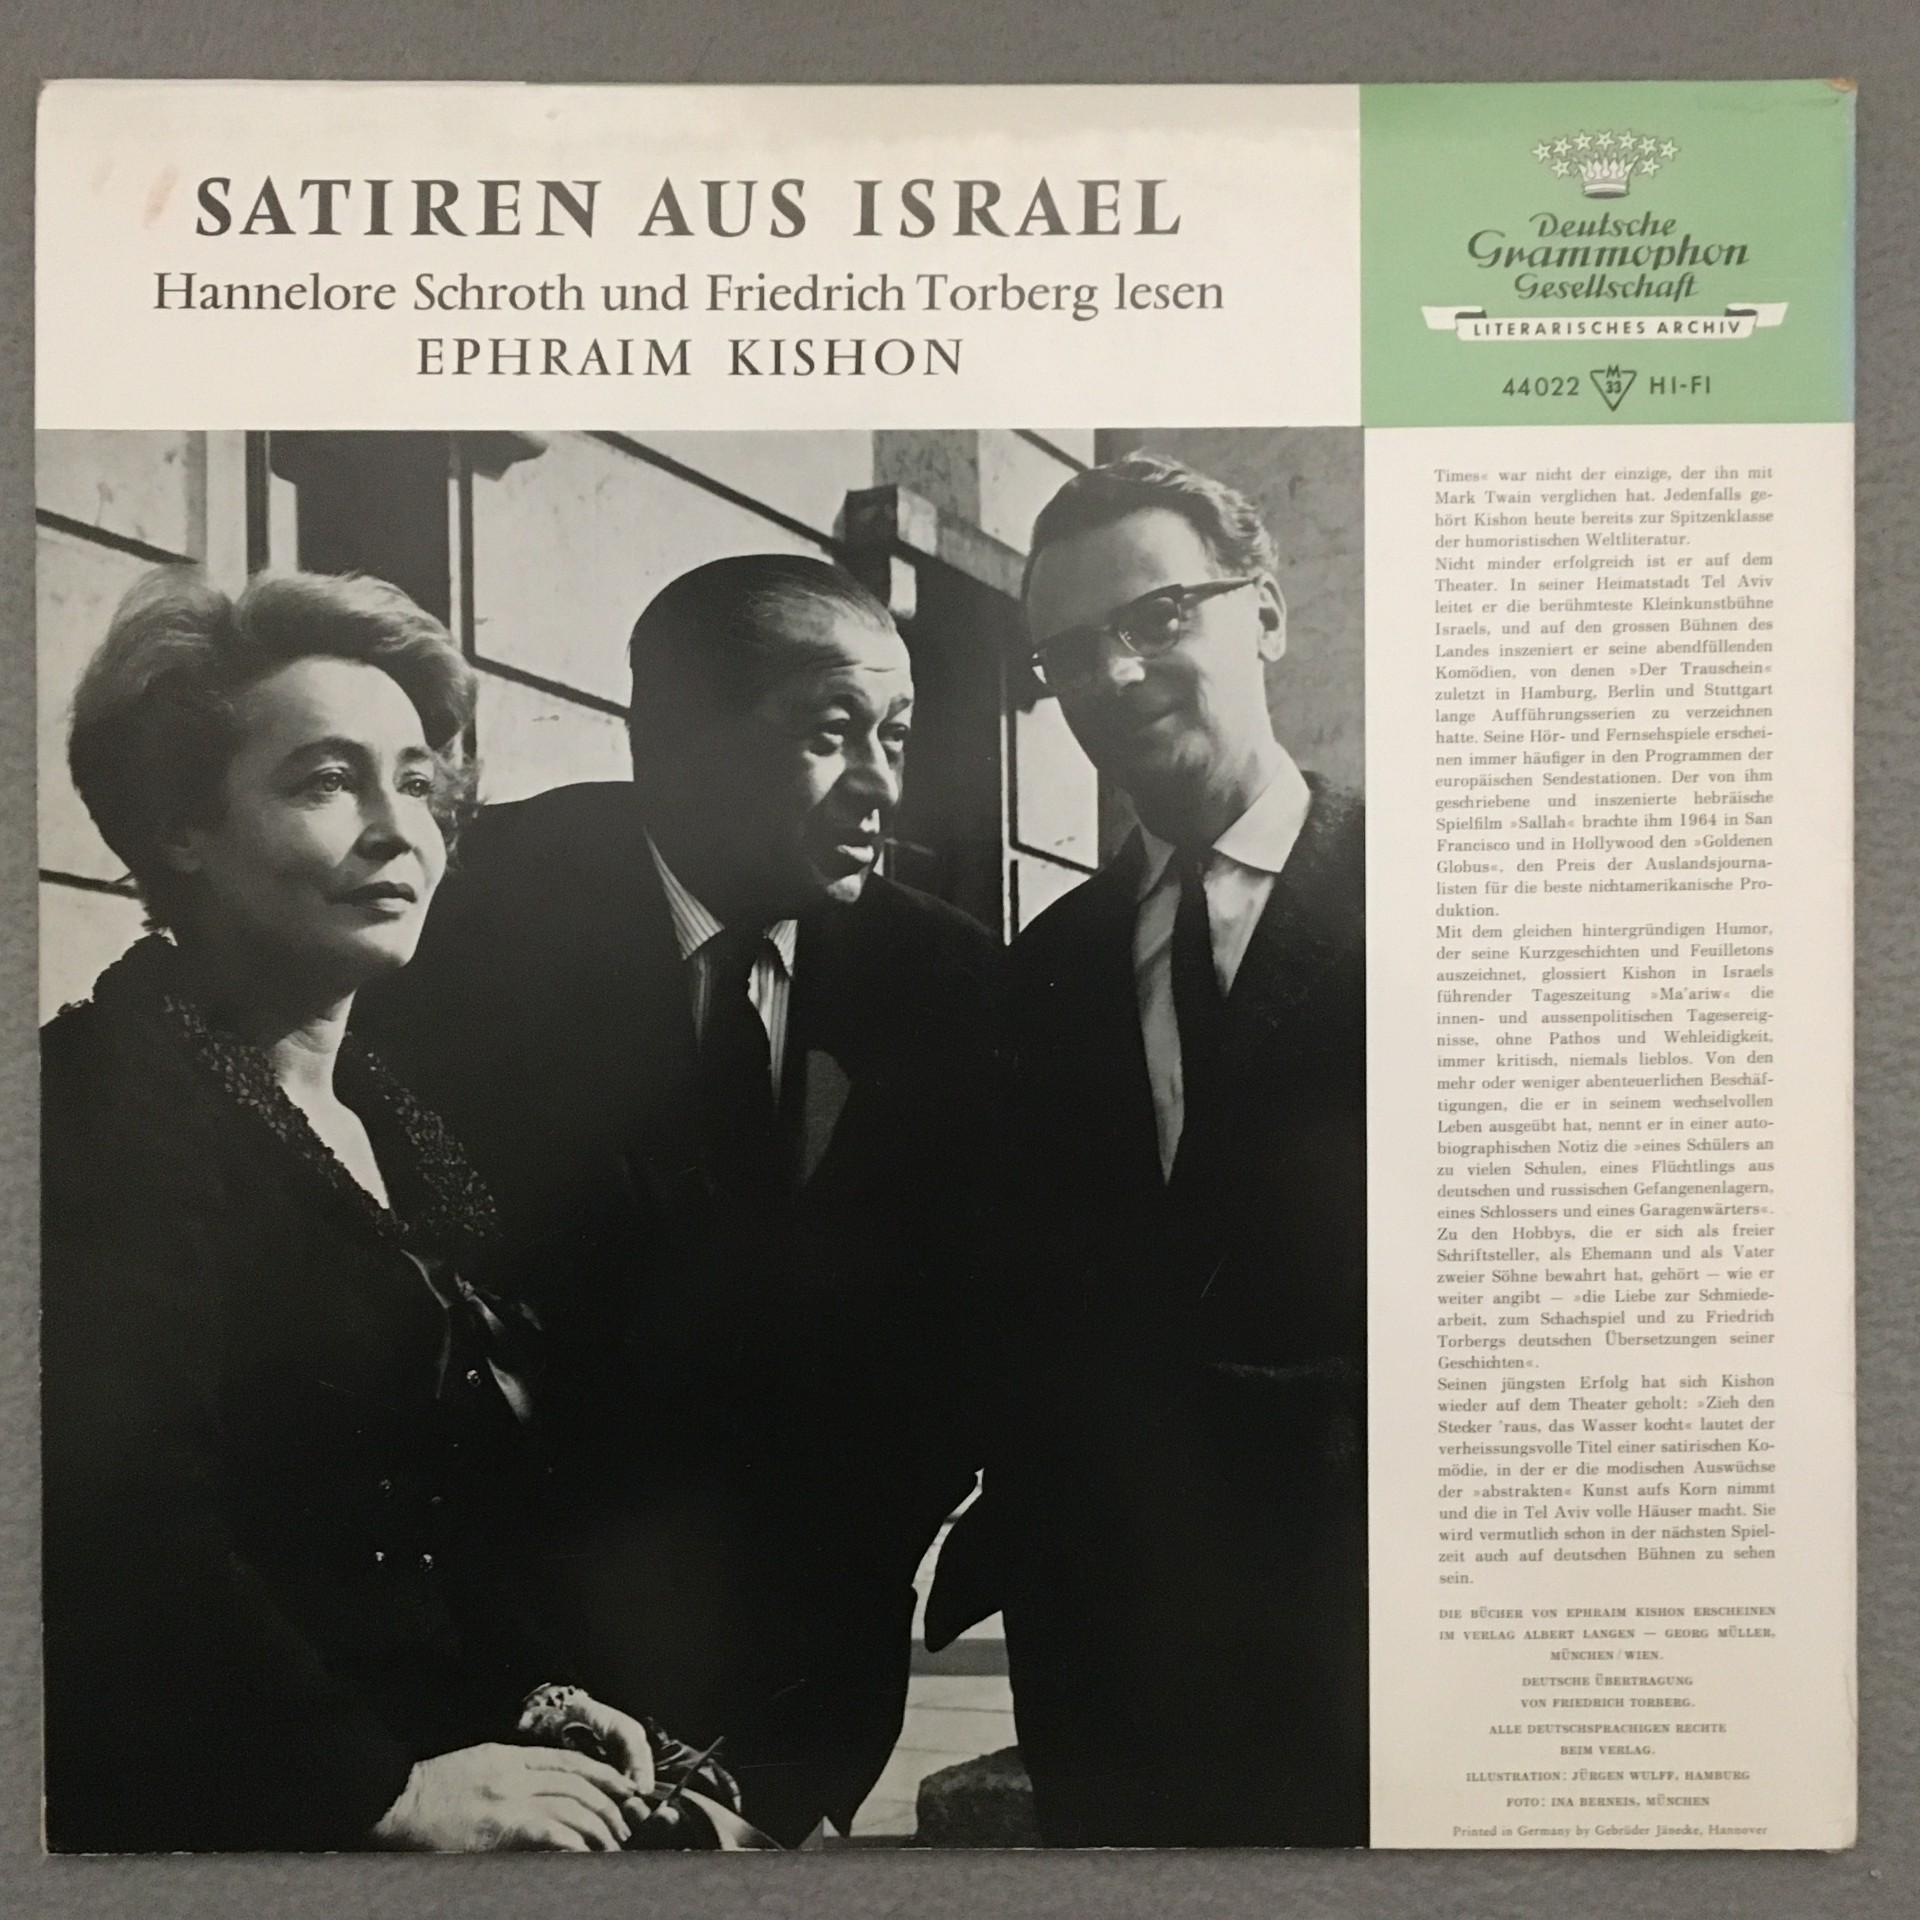 SATIREN AUS ISRAEL
Hannelore Schroth und Friedrich Torberg lesen
EPHRAIM KISHON
Deutsche
Grammophon
Gesellschaft
LITERARISCHES ARCHIV
44022 M 33 HI-FI
Times« war nicht der einzige, der ihn mit
Mark Twain verglichen hat. Jedenfalls ge-
hört Kishon heute bereits zur Spitzenklasse
der humoristischen Weltliteratur.
Nicht minder erfolgreich ist er auf dem
Theater. In seiner Heimatstadt Tel Aviv
leitet er die berühmteste Kleinkunstbühne
Israels, und auf den grossen Bühnen des
Landes inszeniert er seine abendfüllenden
Komödien, von denen »Der Trauschein«
zuletzt in Hamburg, Berlin und Stuttgart
lange Aufführungsserien zu verzeichnen
hatte. Seine Hör- und Fernsehspiele erschei-
nen immer häufiger in den Programmen der
europäischen Sendestationen. Der von ihm
geschriebene und inszenierte hebräische
Spielfilm »Sallah« brachte ihm 1964 in San
Francisco und in Hollywood den »Goldenen
Globus«, den Preis der Auslandsjourna-
listen für die beste nichtamerikanische Pro-
duktion.
Mit dem gleichen hintergründigen Humor,
der seine Kurzgeschichten und Feuilletons
auszeichnet, glossiert Kishon in Israels
führender Tageszeitung »Ma'ariw« die
innen- und aussenpolitischen Tagesereig-
nisse, ohne Pathos und Wehleidigkeit,
immer kritisch, niemals lieblos. Von den
mehr oder weniger abenteuerlichen Beschäf-
tigungen, die er in seinem wechselvollen
Leben ausgeübt hat, nennt er in einer auto-
biographischen Notiz die »eines Schülers an
zu vielen Schulen, eines Flüchtlings aus
deutschen und russischen Gefangenenlagern,
eines Schlossers und eines Garagenwärters«.
Zu den Hobbys, die er sich als freier
Schriftsteller, als Ehemann und als Vater
zweier Söhne bewahrt hat, gehört — wie er
weiter angibt — »die Liebe zur Schmiede-
arbeit, zum Schachspiel und zu Friedrich
Torbergs deutschen Übersetzungen seiner
Geschichten«.
Seinen jüngsten Erfolg hat sich Kishon
wieder auf dem Theater geholt: »Zieh den
Stecker 'raus, das Wasser kocht« lautet der
verheissungsvolle Titel einer satirischen Ko-
mödie, in der er die modischen Auswüchse
der »abstrakten« Kunst aufs Korn nimmt
und die in Tel Aviv volle Häuser macht. Sie
wird vermutlich schon in der nächsten Spiel-
zeit auch auf deutschen Bühnen zu sehen
sein.
DIE BÜCHER VON EPHRAIM KISHON ERSCHEINEN
IM VERLAG ALBERT LANGEN — GEORG MÜLLER,
MÜNCHEN/WIEN.
DEUTSCHE ÜBERTRAGUNG
VON FRIEDRICH TORBERG.
ALLE DEUTSCHSPRACHIGEN RECHTE
BEIM VERLAG.
ILLUSTRATION: JÜRGEN WULFF, HAMBURG
FOTO: INA BERNEIS, MÜNCHEN
Printed in Germany by Gebrüder Jänecke, Hannover